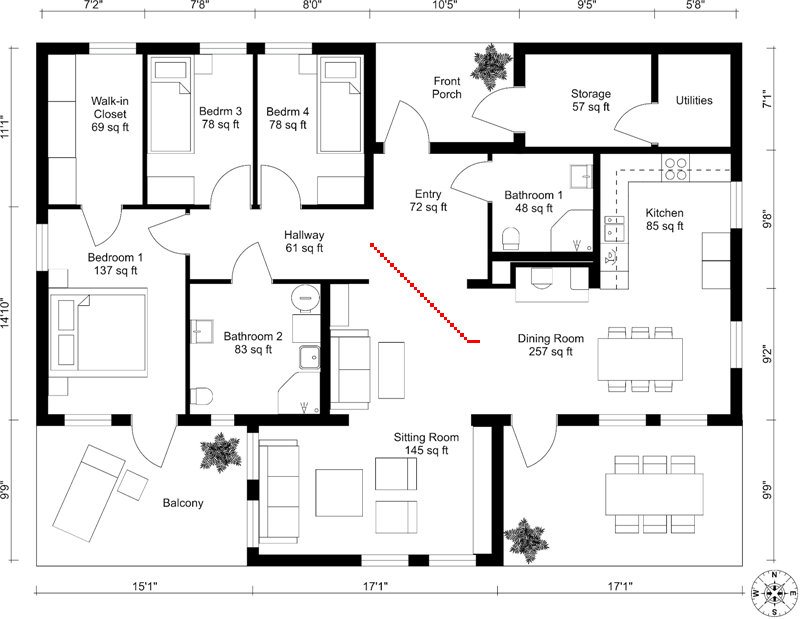 7'2"
7'8"
8'0"
10'5"
9'5"
5'8"
11'1"
14'10"
9'9"
7'1"
9'8"
9'2"
9'9"
Walk-in
Closet
69 sq ft
Bedrm 3
78 sq ft
Bedrm 4
78 sq ft
Front
Porch
Storage
57 sq ft
Utilities
Entry
72 sq ft
Bathroom 1
48 sq ft
Kitchen
85 sq ft
Hallway
61 sq ft
Bedroom 1
137 sq ft
Bathroom 2
83 sq ft
Dining Room
257 sq ft
Sitting Room
145 sq ft
Balcony
15'1"
17'1"
17'1"
N
W
E
S